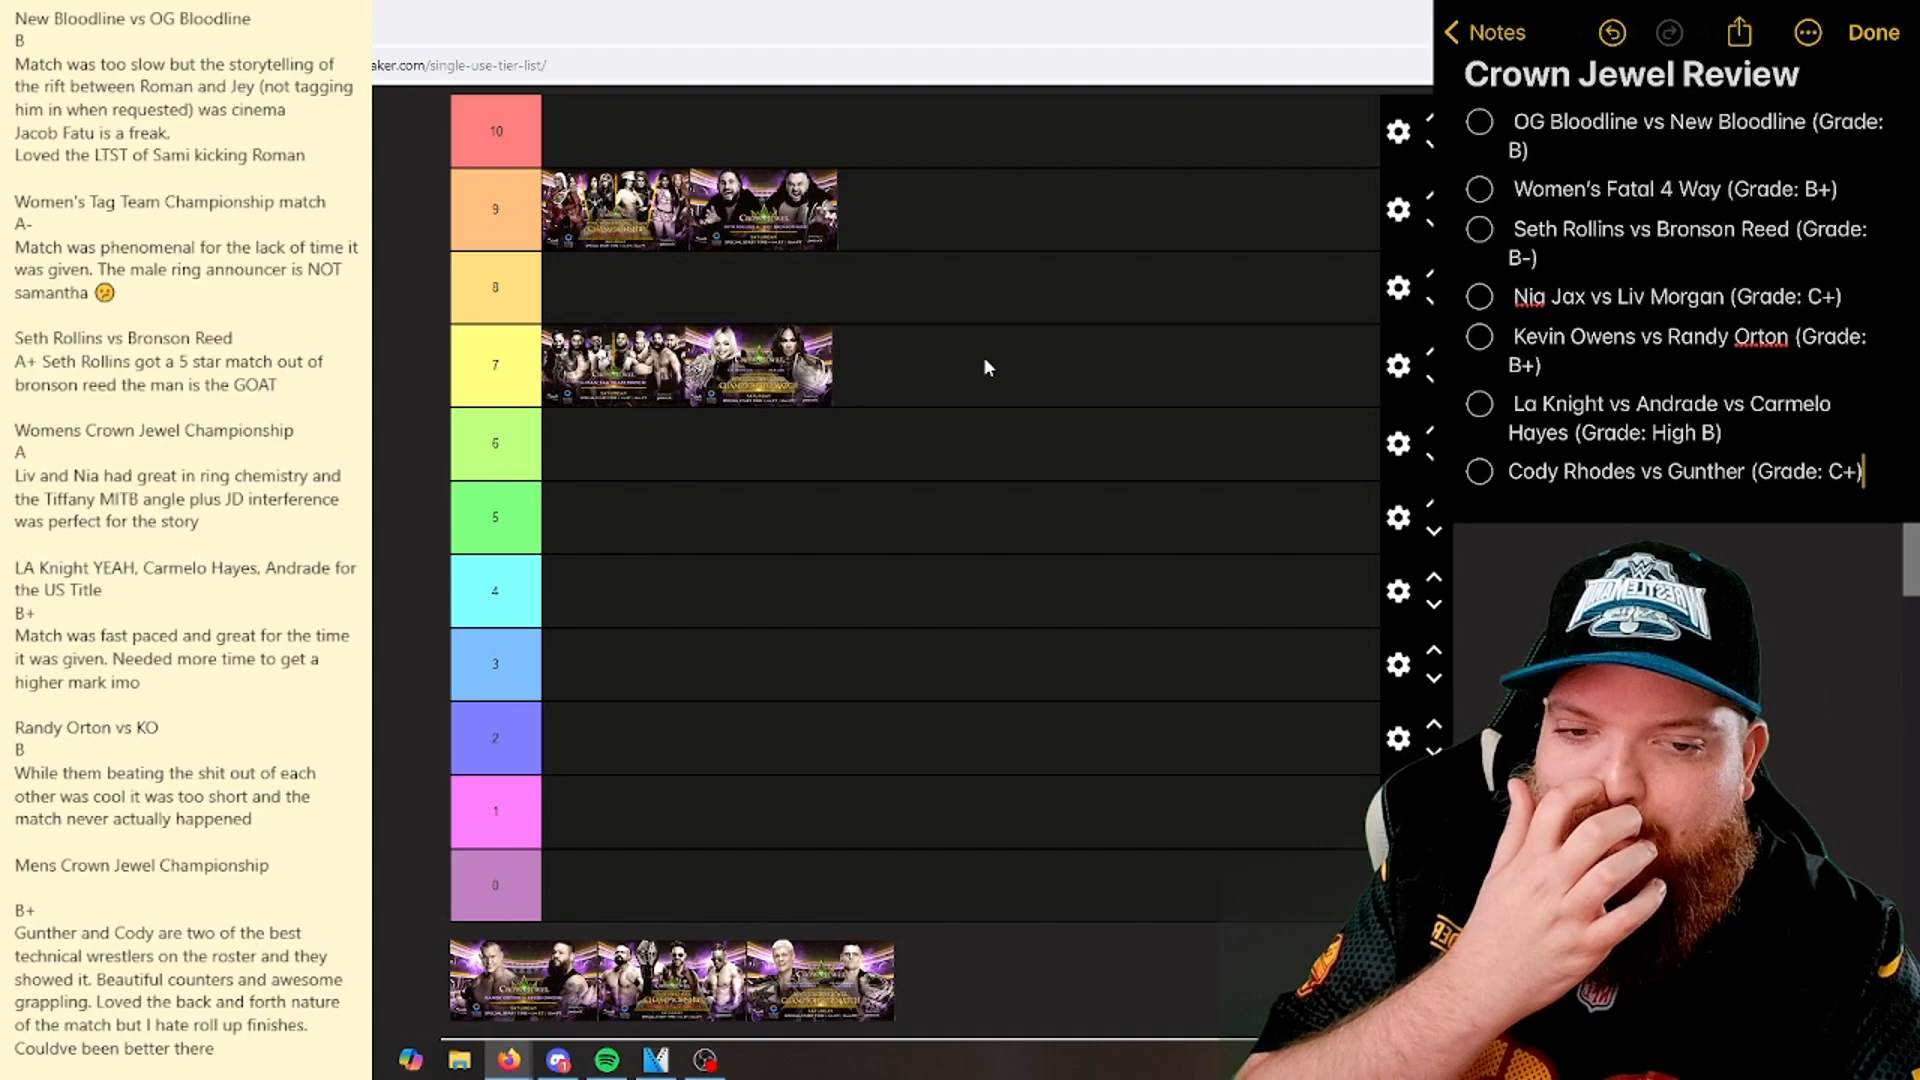 New Bloodline vs OG Bloodline
B
Match was too slow but the storytelling of
the rift between Roman and Jey (not tagging
him in when requested) was cinema
Jacob Fatu is a freak.
Loved the LTST of Sami kicking Roman
Women's Tag Team Championship match
A-
Match was phenomenal for the lack of time it
was given. The male ring announcer is NOT
samantha 😕
Seth Rollins vs Bronson Reed
A+ Seth Rollins got a 5 star match out of
bronson reed the man is the GOAT
Womens Crown Jewel Championship
A
Liv and Nia had great in ring chemistry and
the Tiffany MITB angle plus JD interference
was perfect for the story
LA Knight YEAH, Carmelo Hayes, Andrade for
the US Title
B+
Match was fast paced and great for the time
it was given. Needed more time to get a
higher mark imo
Randy Orton vs KO
B
While them beating the shit out of each
other was cool it was too short and the
match never actually happened
Mens Crown Jewel Championship
B+
Gunther and Cody are two of the best
technical wrestlers on the roster and they
showed it. Beautiful counters and awesome
grappling. Loved the back and forth nature
of the match but I hate roll up finishes.
Couldve been better there
aker.com/single-use-tier-list/
10
9
8
7
6
5
4
3
2
1
0
Notes
Done
Crown Jewel Review
OG Bloodline vs New Bloodline (Grade:
B)
Women's Fatal 4 Way (Grade: B+)
Seth Rollins vs Bronson Reed (Grade:
B-)
Nia Jax vs Liv Morgan (Grade: C+)
Kevin Owens vs Randy Orton (Grade:
B+)
La Knight vs Andrade vs Carmelo
Hayes (Grade: High B)
Cody Rhodes vs Gunther (Grade: C+)